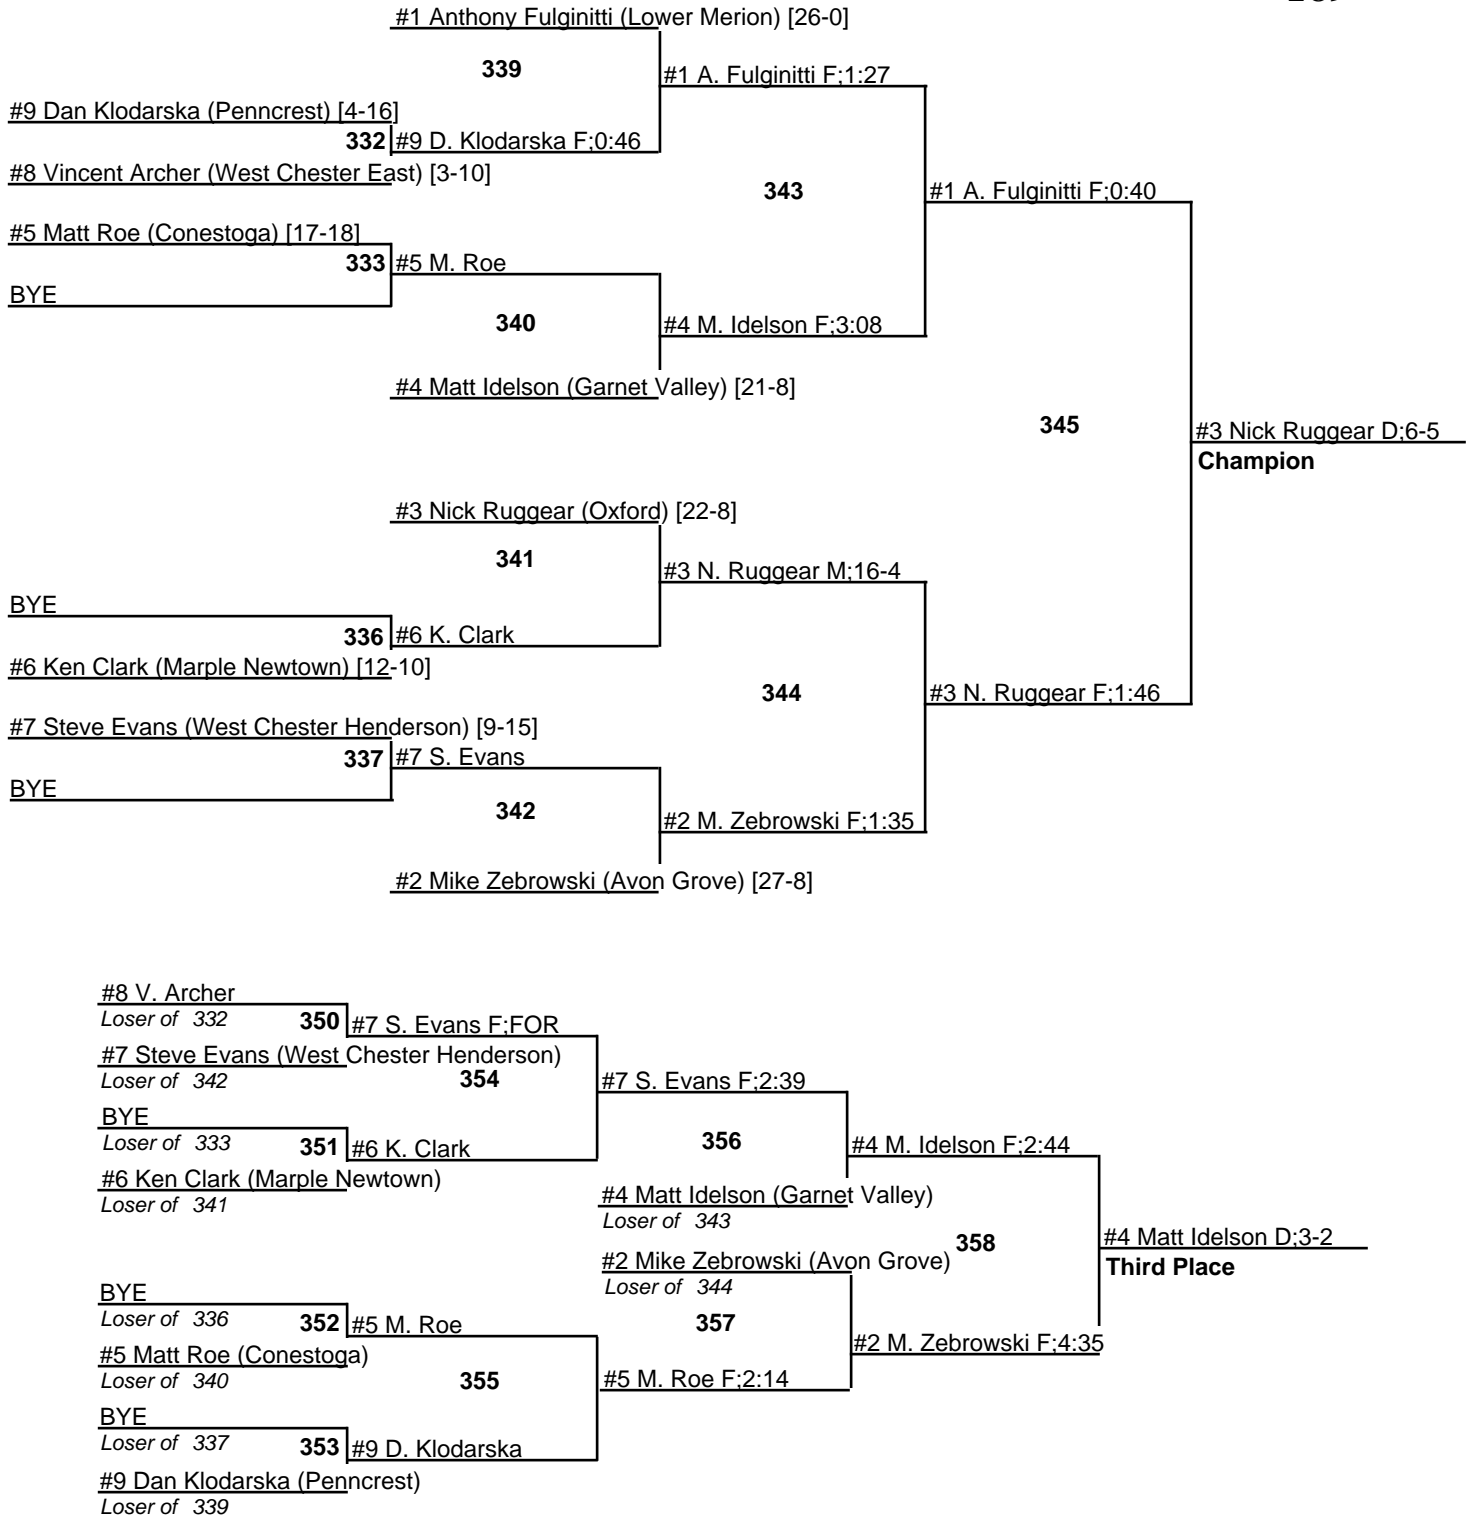 #1 Anthony Fulginitti (Lower Merion) [26-0]
339
#1 A. Fulginitti F;1:27
#9 Dan Klodarska (Penncrest) [4-16]
332 #9 D. Klodarska F;0:46
#8 Vincent Archer (West Chester East) [3-10]
343
#1 A. Fulginitti F;0:40
#5 Matt Roe (Conestoga) [17-18]
333 #5 M. Roe
BYE
340
#4 M. Idelson F;3:08
#4 Matt Idelson (Garnet Valley) [21-8]
345
#3 Nick Ruggear D;6-5
Champion
#3 Nick Ruggear (Oxford) [22-8]
341
#3 N. Ruggear M;16-4
BYE
336 #6 K. Clark
#6 Ken Clark (Marple Newtown) [12-10]
344
#3 N. Ruggear F;1:46
#7 Steve Evans (West Chester Henderson) [9-15]
337 #7 S. Evans
BYE
342
#2 M. Zebrowski F;1:35
#2 Mike Zebrowski (Avon Grove) [27-8]
#8 V. Archer
Loser of 332
350 #7 S. Evans F;FOR
#7 Steve Evans (West Chester Henderson)
Loser of 342
354
#7 S. Evans F;2:39
BYE
Loser of 333
351 #6 K. Clark
356
#4 M. Idelson F;2:44
#6 Ken Clark (Marple Newtown)
Loser of 341
#4 Matt Idelson (Garnet Valley)
Loser of 343
358
#4 Matt Idelson D;3-2
Third Place
#2 Mike Zebrowski (Avon Grove)
Loser of 344
BYE
Loser of 336
352 #5 M. Roe
357
#2 M. Zebrowski F;4:35
#5 Matt Roe (Conestoga)
Loser of 340
355
#5 M. Roe F;2:14
BYE
Loser of 337
353 #9 D. Klodarska
#9 Dan Klodarska (Penncrest)
Loser of 339